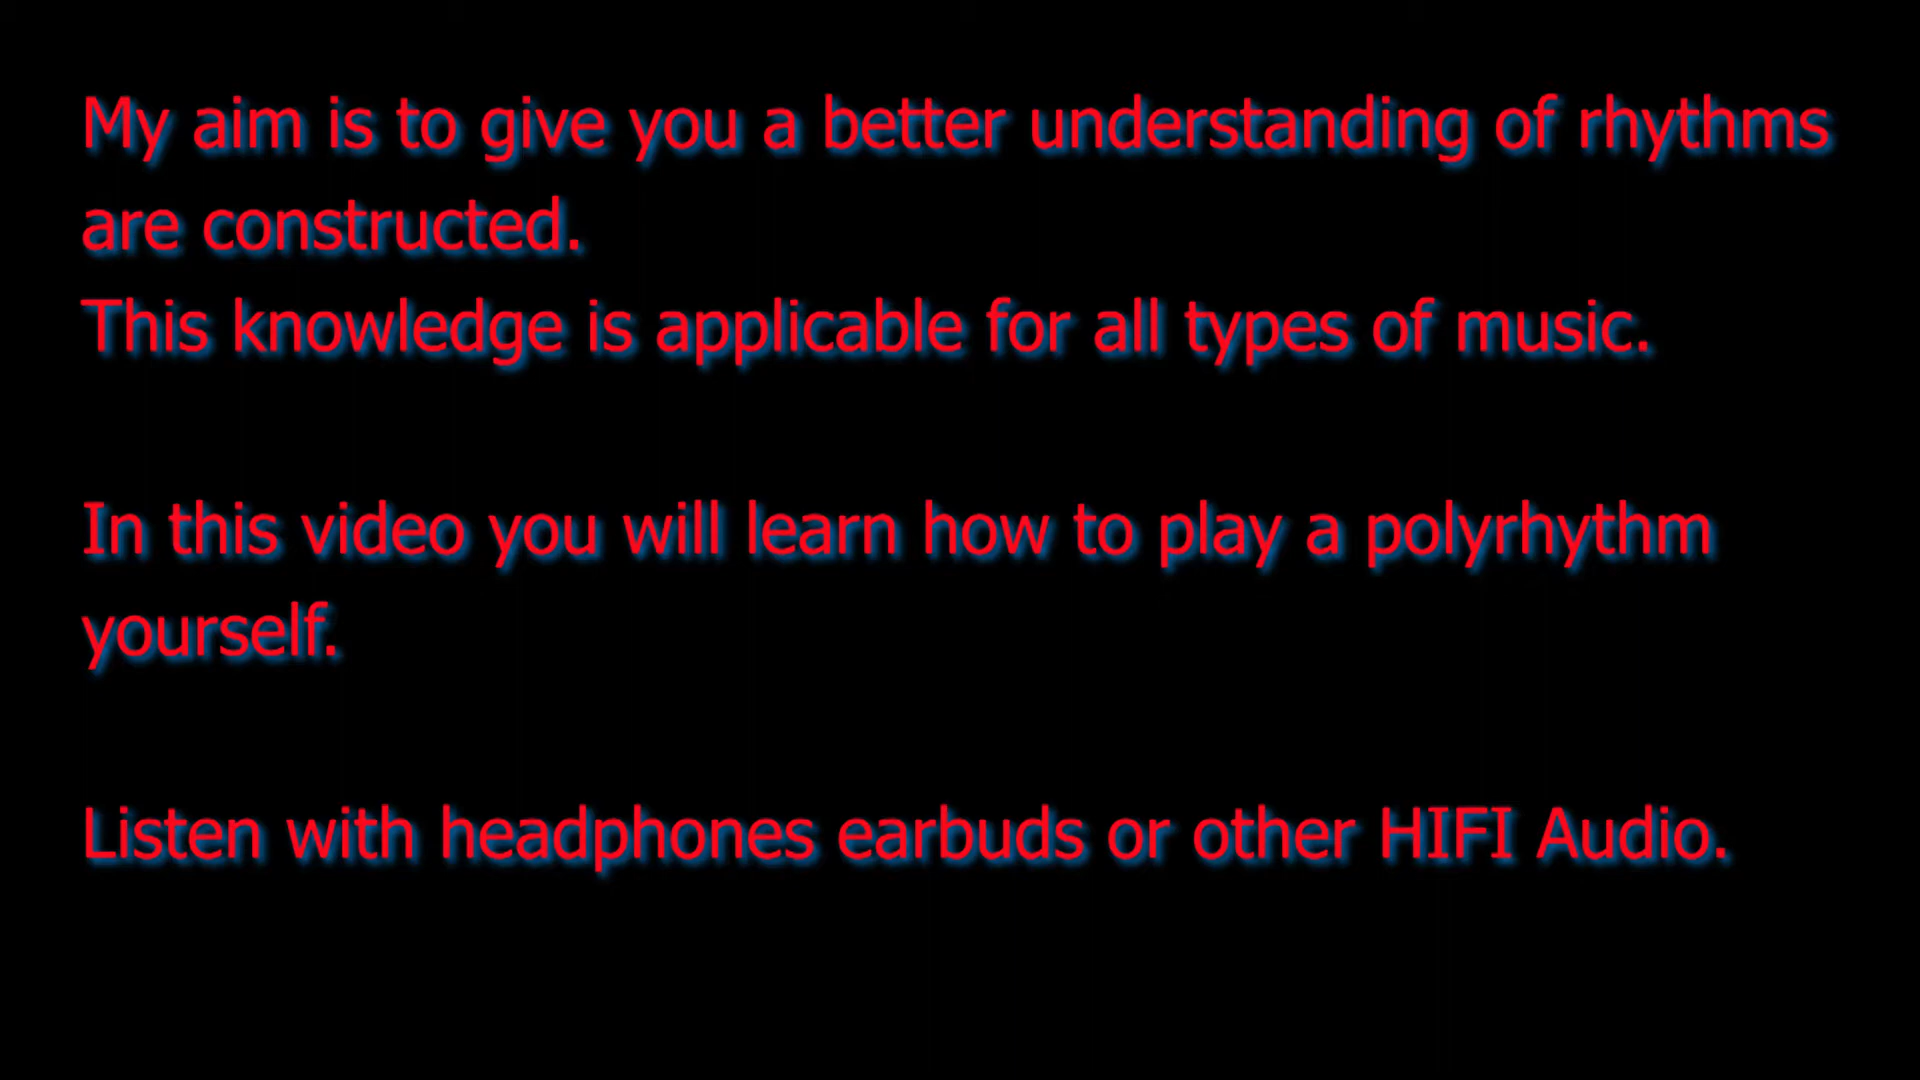 My aim is to give you a better understanding of rhythms
are constructed.
This knowledge is applicable for all types of music.
In this video you will learn how to play a polyrhythm
yourself.
Listen with headphones earbuds or other HIFI Audio.